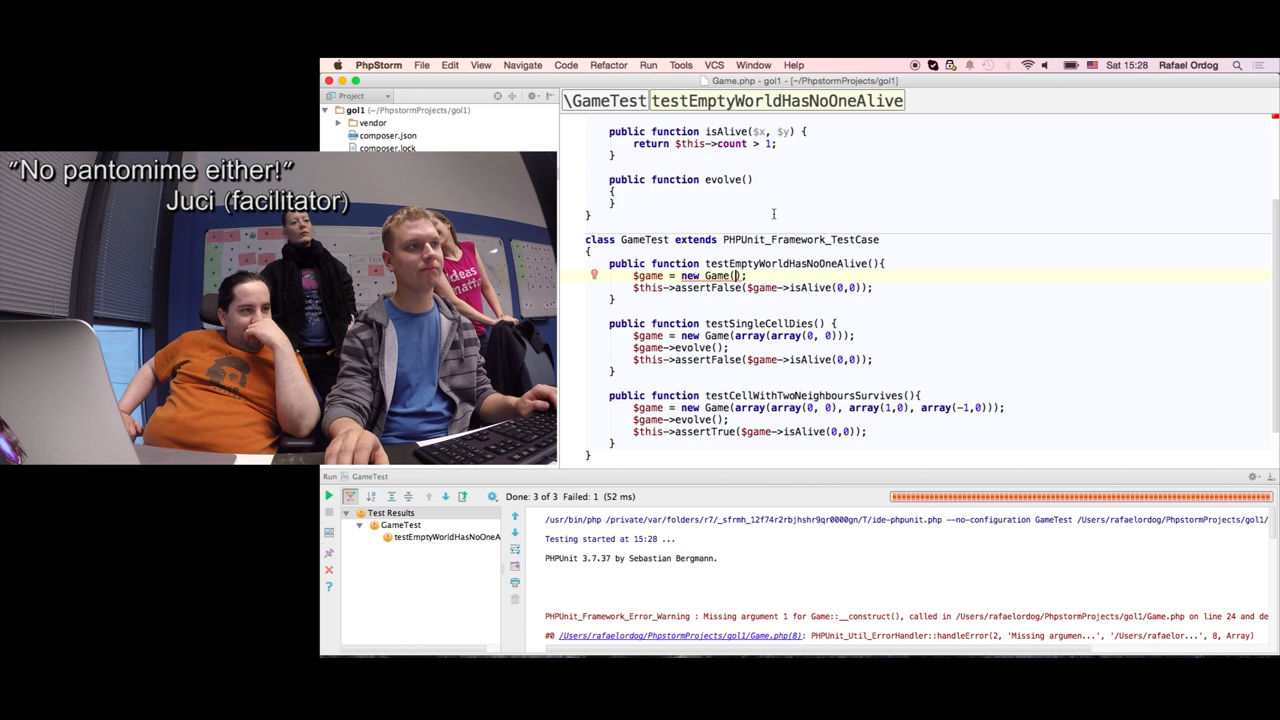 PhpStorm File Edit View Navigate Code Refactor Run Tools VCS Window Help Sat 15:28 Rafael Ordog
Game.php - gol1 - [~/PhpstormProjects/gol1]
Project
gol1 (~/PhpstormProjects/gol1)
vendor
composer.json
composer.lock
"No pantomime either!"
Juci (facilitator)
Ideas
matter.
\GameTest testEmptyWorldHasNoOneAlive
public function isAlive($x, $y) {
return $this->count > 1;
}
public function evolve()
{
}
}
class GameTest extends PHPUnit_Framework_TestCase
{
public function testEmptyWorldHasNoOneAlive(){
$game = new Game();
$this->assertFalse($game->isAlive(0,0));
}
public function testSingleCellDies() {
$game = new Game(array(array(0, 0));
$game->evolve();
$this->assertFalse($game->isAlive(0,0));
}
public function testCellWithTwoNeighboursSurvives(){
$game = new Game(array(array(0, 0), array(1,0), array(-1,0)));
$game->evolve();
$this->assertTrue($game->isAlive(0,0));
}
}
Run GameTest
Done: 3 of 3 Failed: 1 (52 ms)
Test Results
GameTest
testEmptyWorldHasNoOneA
/usr/bin/php /private/var/folders/r7/_sfrmh_12f74r2rbjhshr9qr0000gn/T/ide-phpunit.php --no-configuration GameTest /Users/rafaelordog/PhpstormProjects/gol1/
Testing started at 15:28 ...
PHPUnit 3.7.37 by Sebastian Bergmann.
PHPUnit_Framework_Error_Warning : Missing argument 1 for Game::__construct(), called in /Users/rafaelordog/PhpstormProjects/gol1/Game.php on line 24 and de
#0 /Users/rafaelordog/PhpstormProjects/gol1/Game.php(8): PHPUnit_Util_ErrorHandler::handleError(2, 'Missing argumen...', '/Users/rafaelor...', 8, Array)